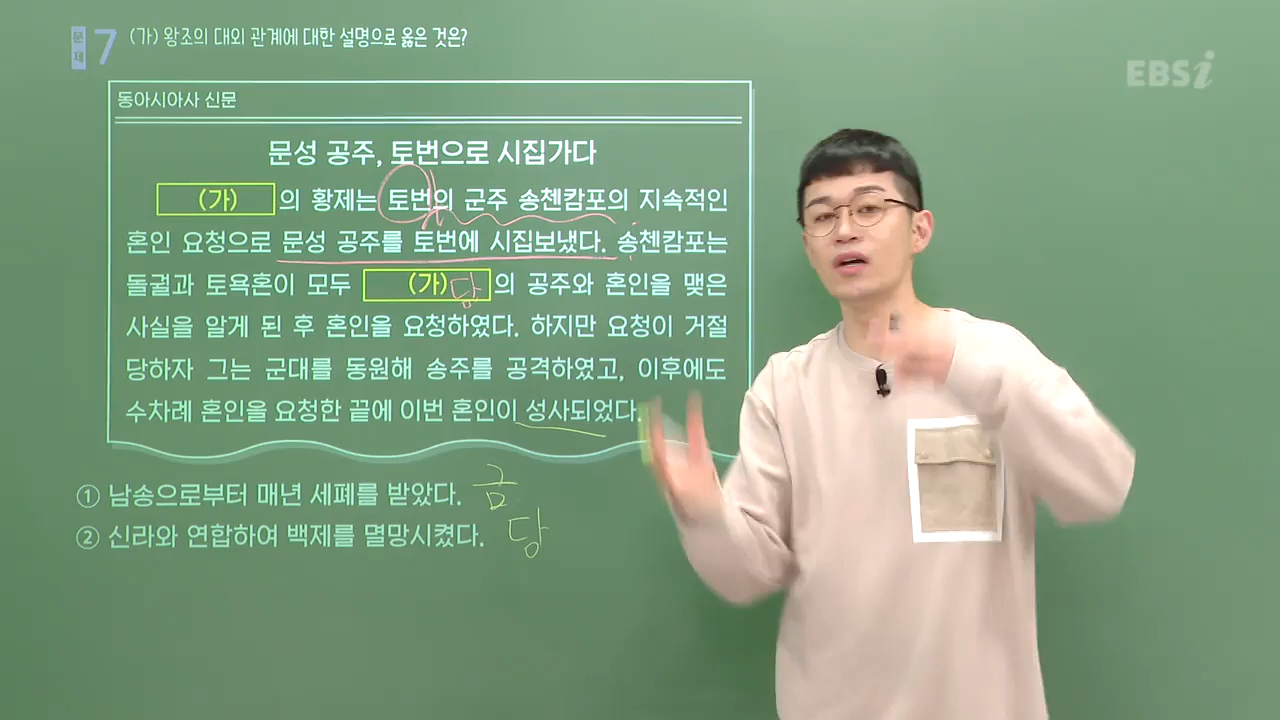 문제 7 (가) 왕조의 대외 관계에 대한 설명으로 옳은 것은?
EBSi
동아시아사 신문
문성 공주, 토번으로 시집가다
(가) 의 황제는 토번의 군주 송첸캄포의 지속적인
혼인 요청으로 문성 공주를 토번에 시집보냈다. 송첸캄포는
돌궐과 토욕혼이 모두 (가) 당 의 공주와 혼인을 맺은
사실을 알게 된 후 혼인을 요청하였다. 하지만 요청이 거절
당하자 그는 군대를 동원해 송주를 공격하였고, 이후에도
수차례 혼인을 요청한 끝에 이번 혼인이 성사되었다.
① 남송으로부터 매년 세폐를 받았다. 금
② 신라와 연합하여 백제를 멸망시켰다. 당